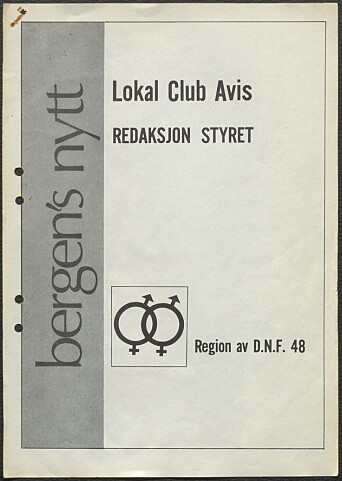 bergen's nytt
Lokal Club Avis
REDAKSJON STYRET
Region av D.N.F. 48